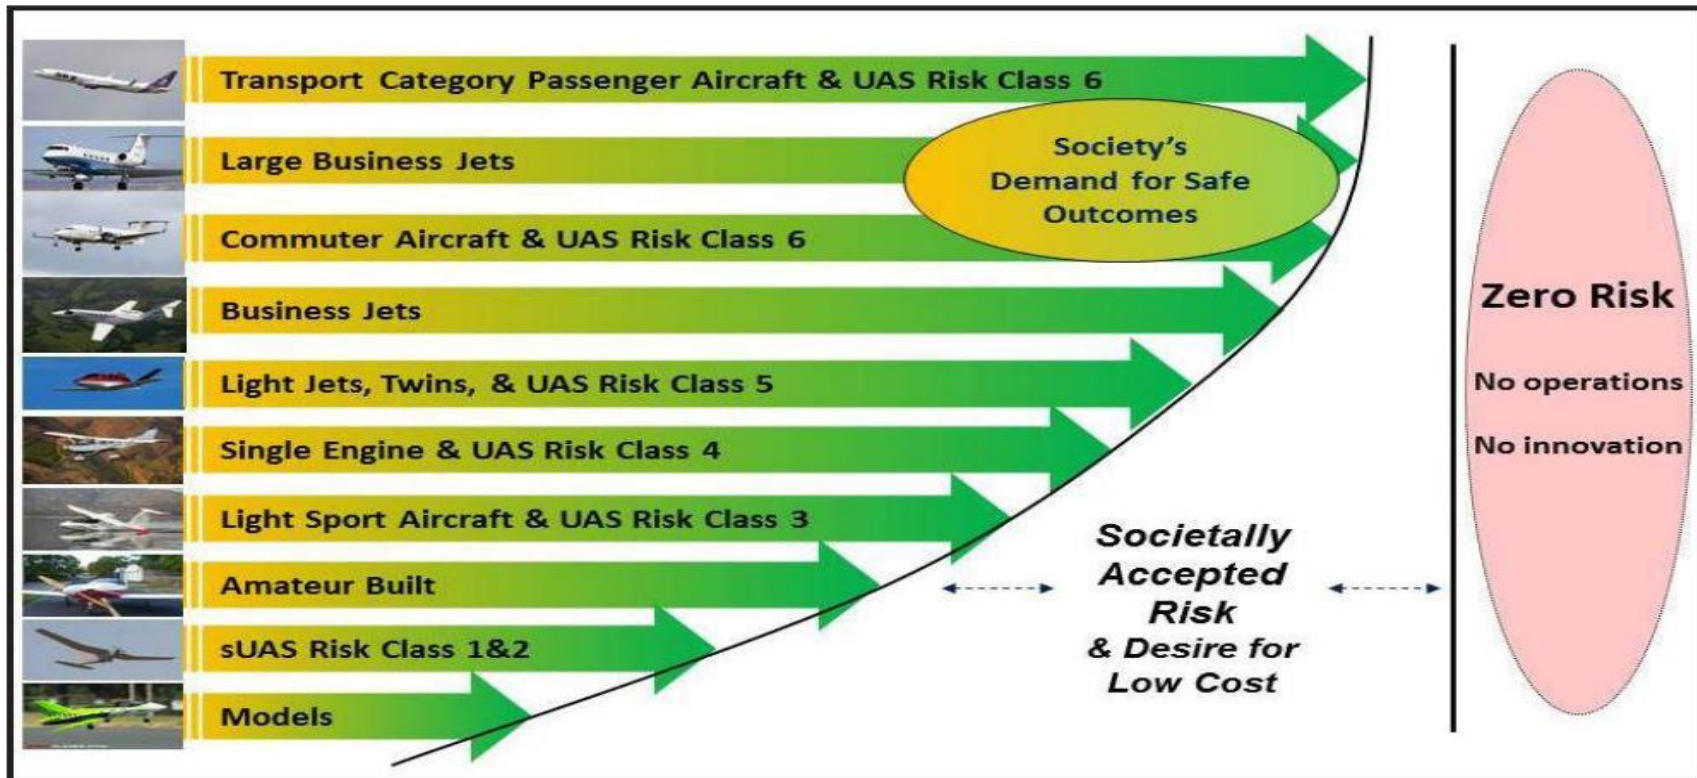 Transport Category Passenger Aircraft & UAS Risk Class 6
Large Business Jets
Society's
Demand for Safe
Outcomes
Commuter Aircraft & UAS Risk Class 6
Business Jets
Light Jets, Twins, & UAS Risk Class 5
Single Engine & UAS Risk Class 4
Light Sport Aircraft & UAS Risk Class 3
Amateur Built
sUAS Risk Class 1&2
Models
Societally
Accepted
Risk
& Desire for
Low Cost
Zero Risk
No operations
No innovation